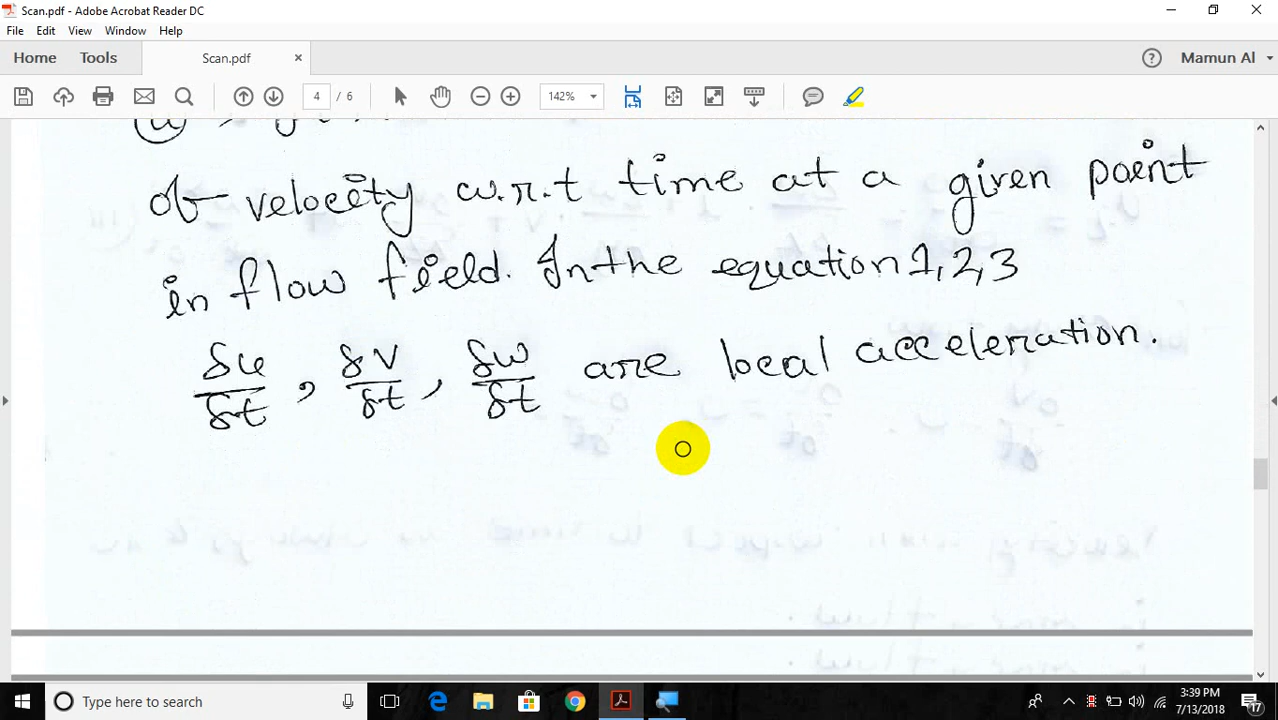 Scan.pdf - Adobe Acrobat Reader DC
File Edit View Window Help
Home Tools Scan.pdf × Mamun Al
4 / 6 142%
of velocity w.r.t time at a given point
in flow field. In the equation 1, 2, 3
δu/δt, δv/δt, δw/δt are local acceleration.
Type here to search
3:39 PM
7/13/2018
17